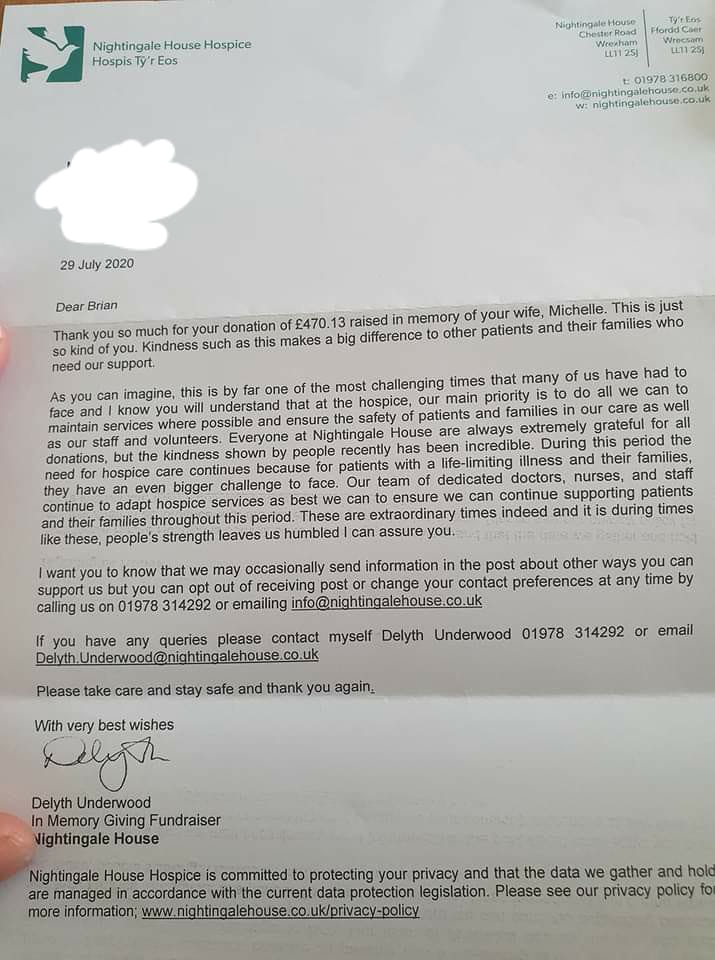 Nightingale House Hospice
Hospis Tŷ'r Eos
Nightingale House
Chester Road
Wrexham
LL11 2SJ
Tŷ'r Eos
Ffordd Caer
Wrecsam
LL11 2SJ
t: 01978 316800
e: info@nightingalehouse.co.uk
w: nightingalehouse.co.uk
29 July 2020
Dear Brian
Thank you so much for your donation of £470.13 raised in memory of your wife, Michelle. This is just
so kind of you. Kindness such as this makes a big difference to other patients and their families who
need our support.
As you can imagine, this is by far one of the most challenging times that many of us have had to
face and I know you will understand that at the hospice, our main priority is to do all we can to
maintain services where possible and ensure the safety of patients and families in our care as well
as our staff and volunteers. Everyone at Nightingale House are always extremely grateful for all
donations, but the kindness shown by people recently has been incredible. During this period the
need for hospice care continues because for patients with a life-limiting illness and their families,
they have an even bigger challenge to face. Our team of dedicated doctors, nurses, and staff
continue to adapt hospice services as best we can to ensure we can continue supporting patients
and their families throughout this period. These are extraordinary times indeed and it is during times
like these, people's strength leaves us humbled I can assure you.
I want you to know that we may occasionally send information in the post about other ways you can
support us but you can opt out of receiving post or change your contact preferences at any time by
calling us on 01978 314292 or emailing info@nightingalehouse.co.uk
If you have any queries please contact myself Delyth Underwood 01978 314292 or email
Delyth.Underwood@nightingalehouse.co.uk
Please take care and stay safe and thank you again.
With very best wishes
Delyth
Delyth Underwood
In Memory Giving Fundraiser
Nightingale House
Nightingale House Hospice is committed to protecting your privacy and that the data we gather and hold
are managed in accordance with the current data protection legislation. Please see our privacy policy for
more information; www.nightingalehouse.co.uk/privacy-policy